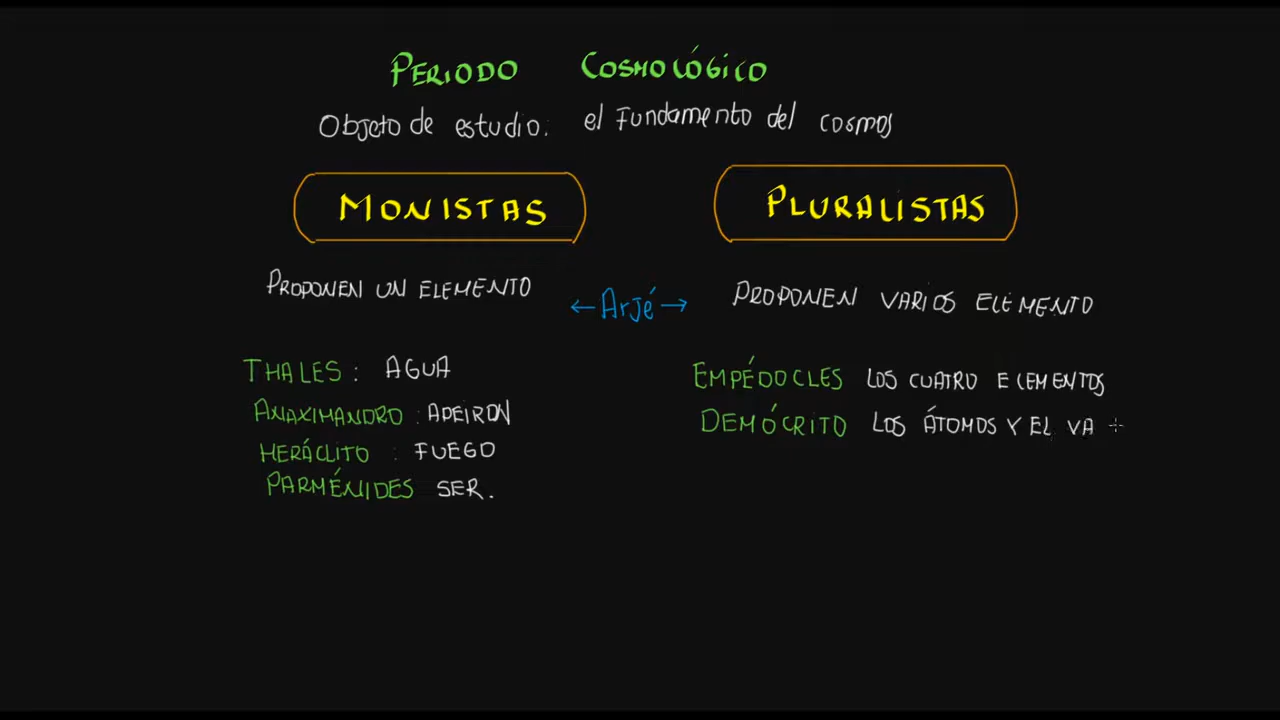 PERIODO COSMOLÓGICO
Objeto de estudio: el Fundamento del cosmos
MONISTAS
PLURALISTAS
PROPONEN UN ELEMENTO
← Arjé →
PROPONEN VARIOS ELEMENTO
THALES: AGUA
ANAXIMANDRO: APEIRON
HERÁCLITO: FUEGO
PARMÉNIDES SER.
EMPÉDOCLES LOS CUATRO ELEMENTOS
DEMÓCRITO LOS ÁTOMOS Y EL VA